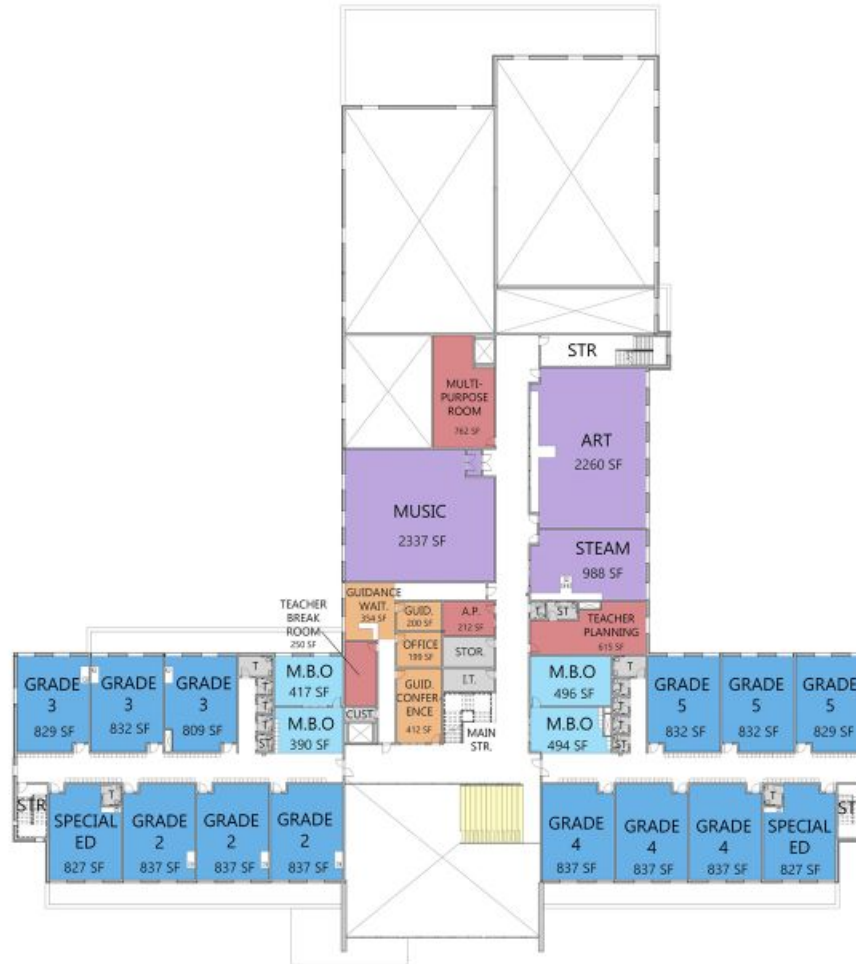 STR
MULTI-
PURPOSE
ROOM
762 SF
ART
2260 SF
MUSIC
2337 SF
STEAM
988 SF
GUIDANCE
WAIT.
354 SF
TEACHER
BREAK
ROOM
250 SF
GUID.
200 SF
A.P.
212 SF
T
ST
TEACHER
PLANNING
615 SF
OFFICE
199 SF
STOR.
GUID.
CONFER-
ENCE
412 SF
I.T.
CUST.
MAIN
STR.
GRADE
3
829 SF
GRADE
3
832 SF
GRADE
3
809 SF
T
T
T
T
T
ST
M.B.O
417 SF
M.B.O
390 SF
M.B.O
496 SF
M.B.O
494 SF
T
T
T
T
T
ST
GRADE
5
832 SF
GRADE
5
832 SF
GRADE
5
829 SF
STR
T
SPECIAL
ED
827 SF
GRADE
2
837 SF
GRADE
2
837 SF
GRADE
2
837 SF
GRADE
4
837 SF
GRADE
4
837 SF
GRADE
4
837 SF
T
SPECIAL
ED
827 SF
ST